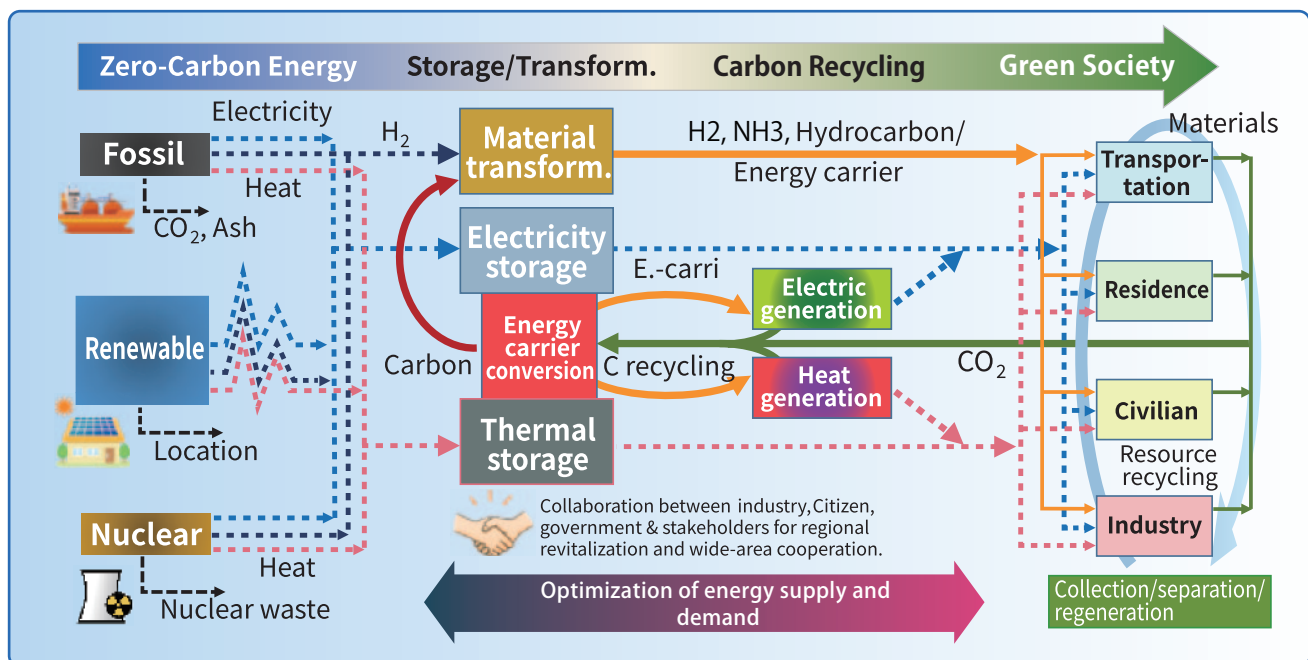 Zero-Carbon Energy
Storage/Transform.
Carbon Recycling
Green Society
Electricity
Fossil
Heat
CO2, Ash
H2
Material
transform.
H2, NH3, Hydrocarbon/
Energy carrier
Materials
Transpor-
tation
Electricity
storage
E.-carri
Electric
generation
Residence
Renewable
Location
Energy
carrier
conversion
Carbon
C recycling
CO2
Heat
generation
Civilian
Thermal
storage
Resource
recycling
Industry
Nuclear
Heat
Nuclear waste
Collaboration between industry,Citizen,
government & stakeholders for regional
revitalization and wide-area cooperation.
Optimization of energy supply and
demand
Collection/separation/
regeneration